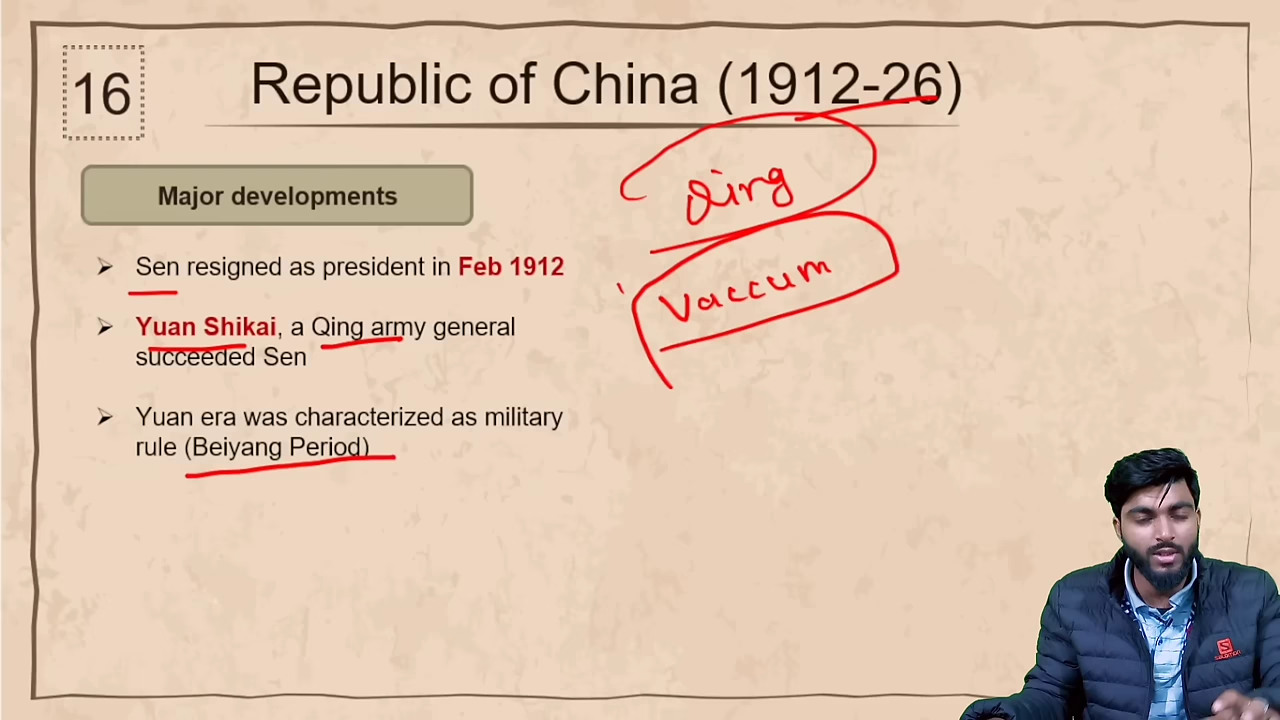 16
Republic of China (1912-26)
Major developments
➢ Sen resigned as president in Feb 1912
➢ Yuan Shikai, a Qing army general
succeeded Sen
➢ Yuan era was characterized as military
rule (Beiyang Period)
Qing
Vaccum